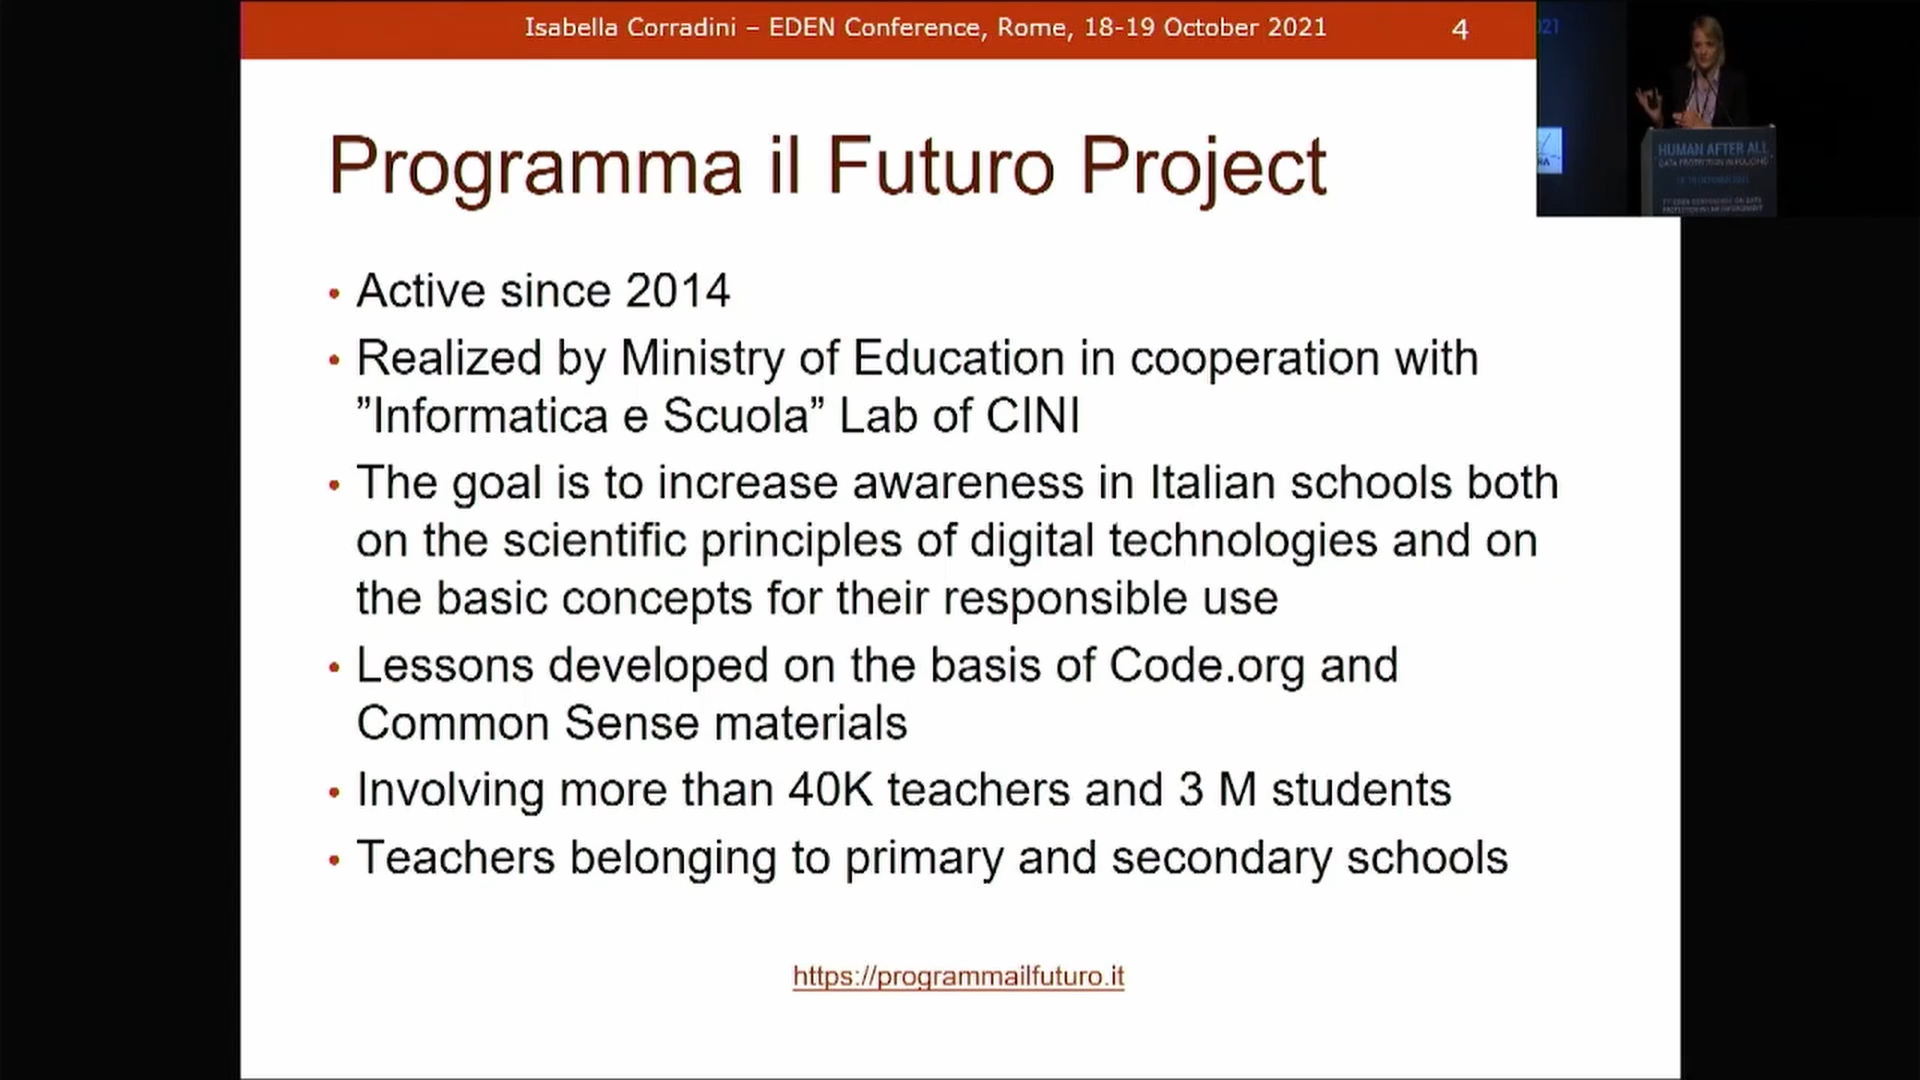 Isabella Corradini – EDEN Conference, Rome, 18-19 October 2021
4
Programma il Futuro Project
• Active since 2014
• Realized by Ministry of Education in cooperation with
”Informatica e Scuola” Lab of CINI
• The goal is to increase awareness in Italian schools both
on the scientific principles of digital technologies and on
the basic concepts for their responsible use
• Lessons developed on the basis of Code.org and
Common Sense materials
• Involving more than 40K teachers and 3 M students
• Teachers belonging to primary and secondary schools
https://programmailfuturo.it
HUMAN AFTER ALL
DATA PROTECTION IN POLICING